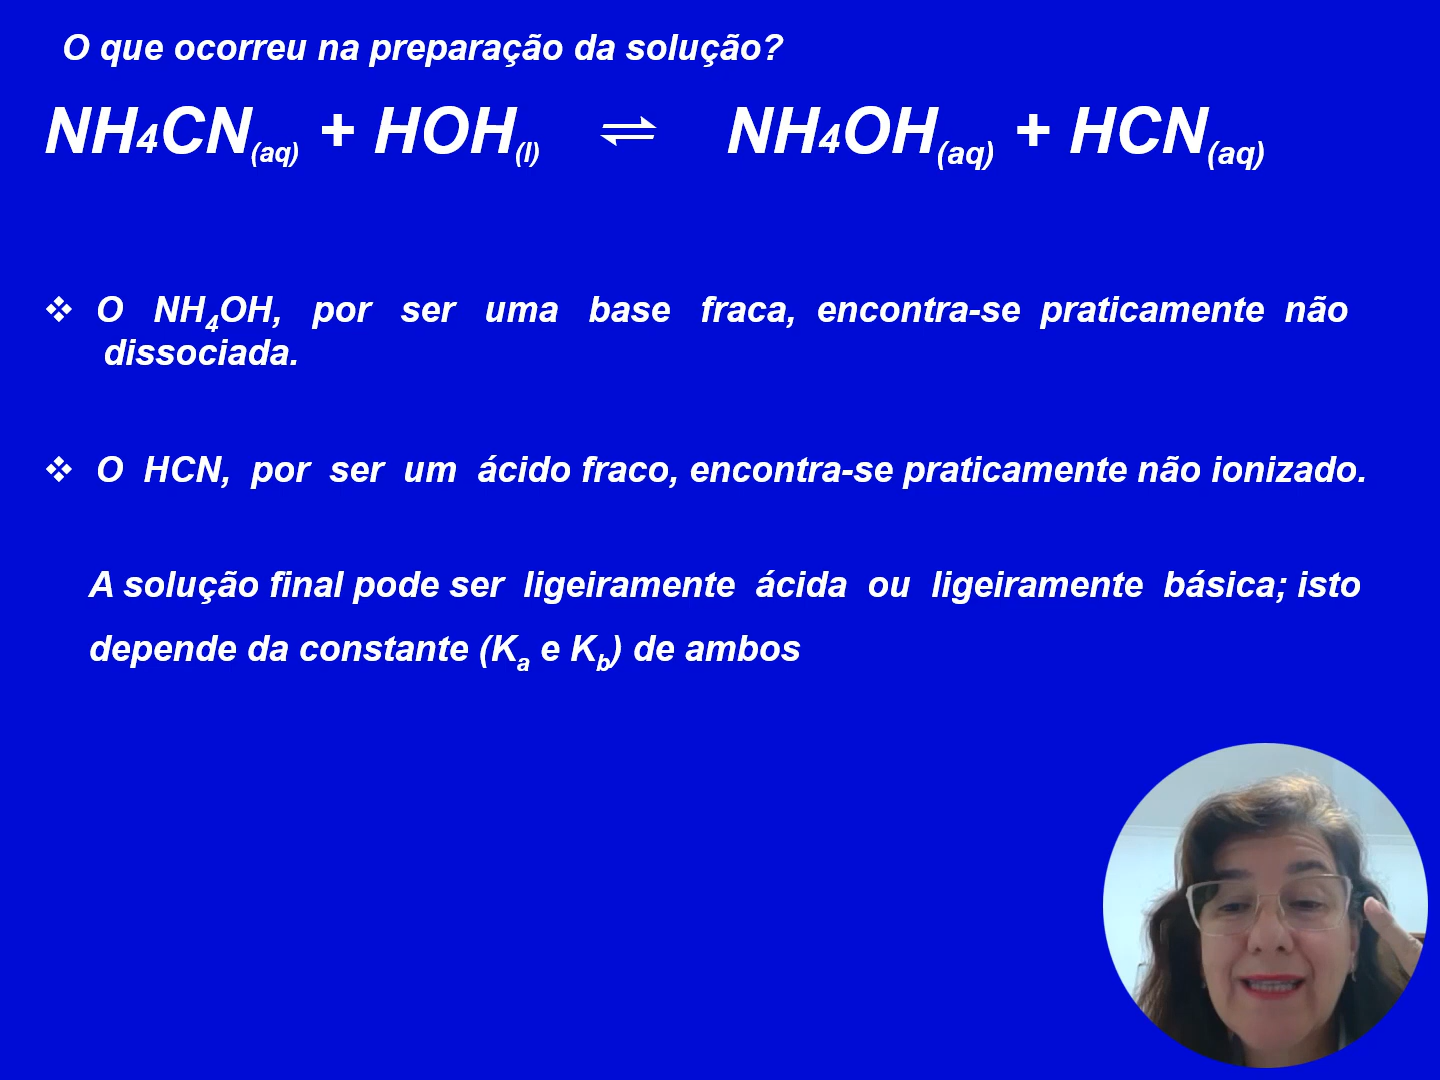 O que ocorreu na preparação da solução?
NH4CN(aq) + HOH(l) ⇌ NH4OH(aq) + HCN(aq)
❖ O NH4OH, por ser uma base fraca, encontra-se praticamente não
dissociada.
❖ O HCN, por ser um ácido fraco, encontra-se praticamente não ionizado.
A solução final pode ser ligeiramente ácida ou ligeiramente básica; isto
depende da constante (Ka e Kb) de ambos